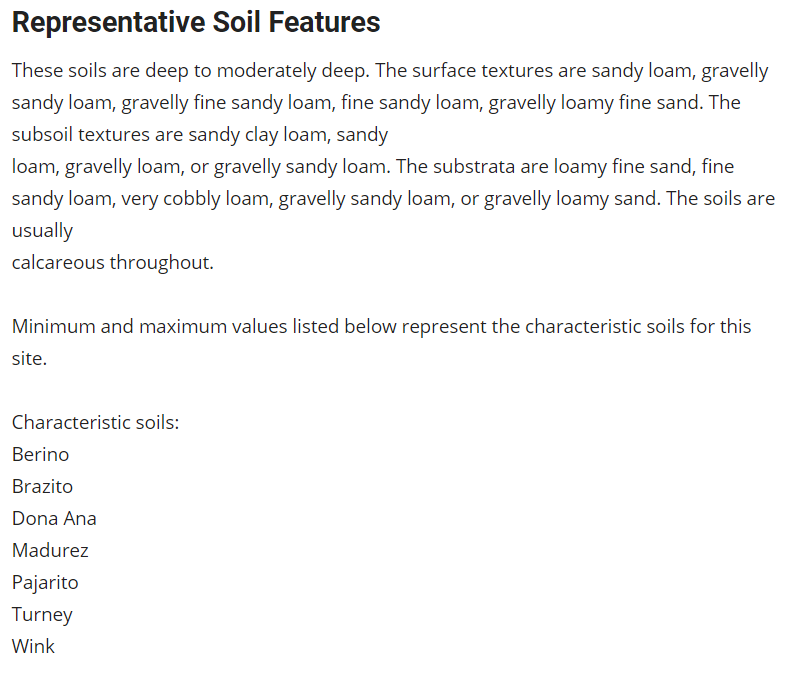 Representative Soil Features
These soils are deep to moderately deep. The surface textures are sandy loam, gravelly
sandy loam, gravelly fine sandy loam, fine sandy loam, gravelly loamy fine sand. The
subsoil textures are sandy clay loam, sandy
loam, gravelly loam, or gravelly sandy loam. The substrata are loamy fine sand, fine
sandy loam, very cobbly loam, gravelly sandy loam, or gravelly loamy sand. The soils are
usually
calcareous throughout.
Minimum and maximum values listed below represent the characteristic soils for this
site.
Characteristic soils:
Berino
Brazito
Dona Ana
Madurez
Pajarito
Turney
Wink